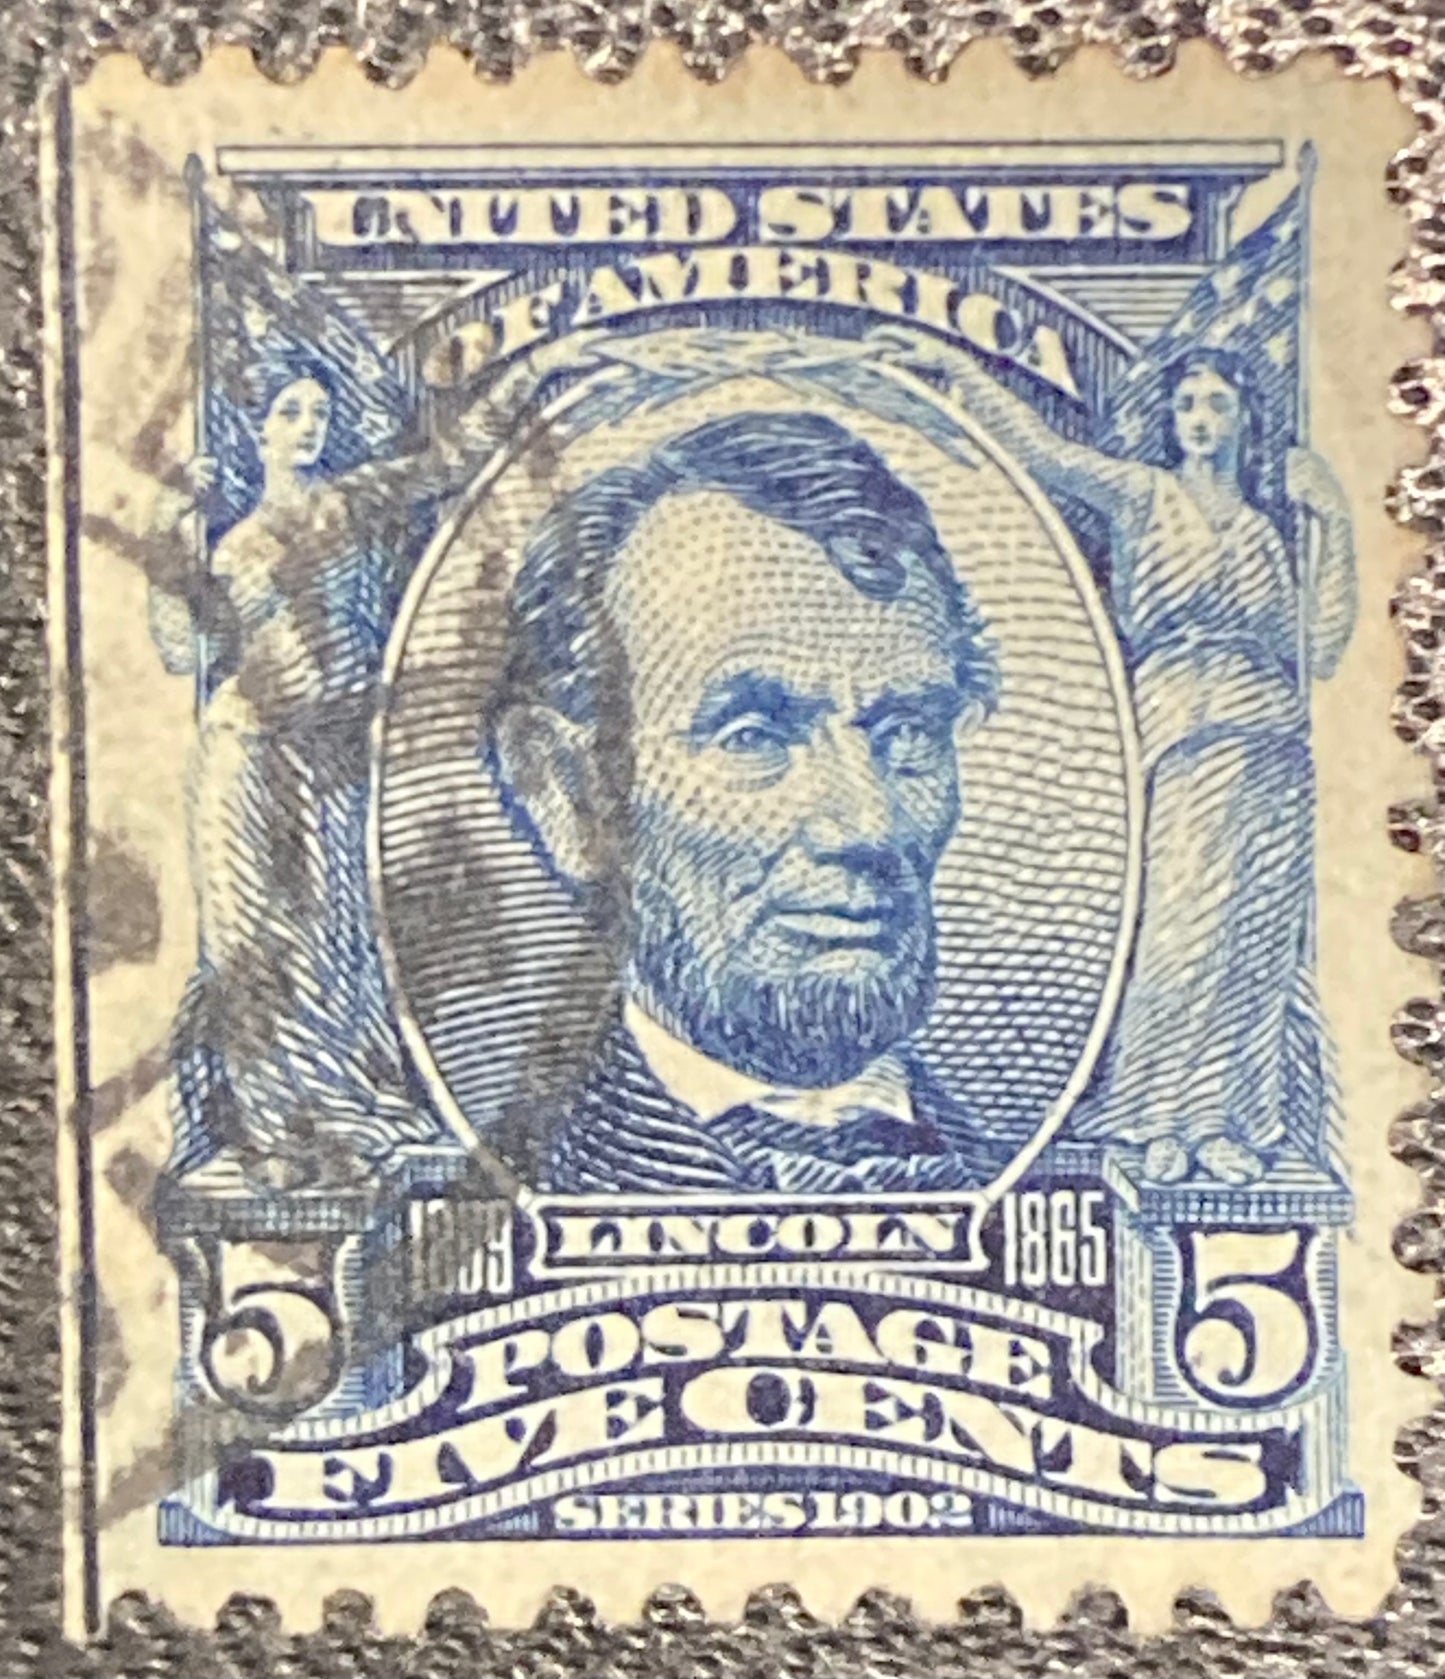 UNITED STATES
OF AMERICA
1809 LINCOLN 1865
5 POSTAGE 5
FIVE CENTS
SERIES 1902